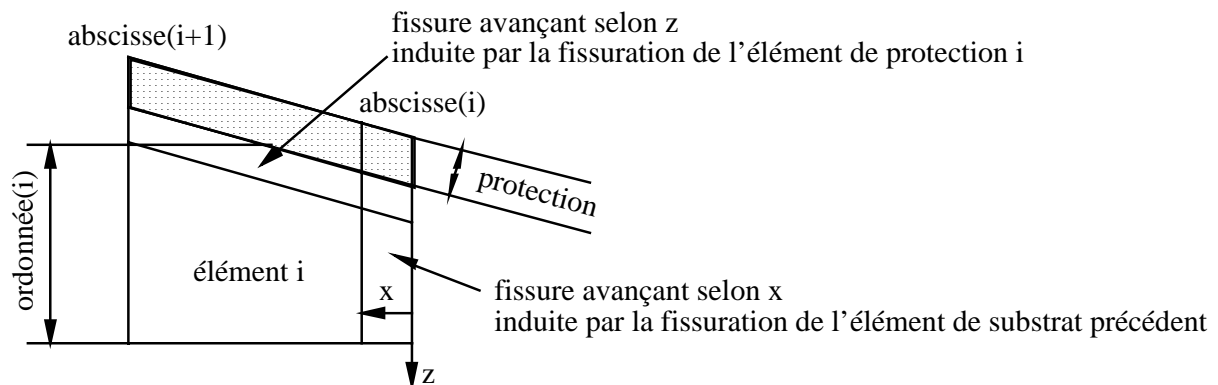 fissure avançant selon z
induite par la fissuration de l’élément de protection i
abscisse(i+1)
abscisse(i)
protection
ordonnée(i)
élément i
x
fissure avançant selon x
induite par la fissuration de l’élément de substrat précédent
z